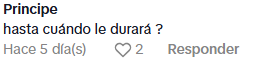 Principe
hasta cuándo le durará ?
Hace 5 día(s) 2 Responder